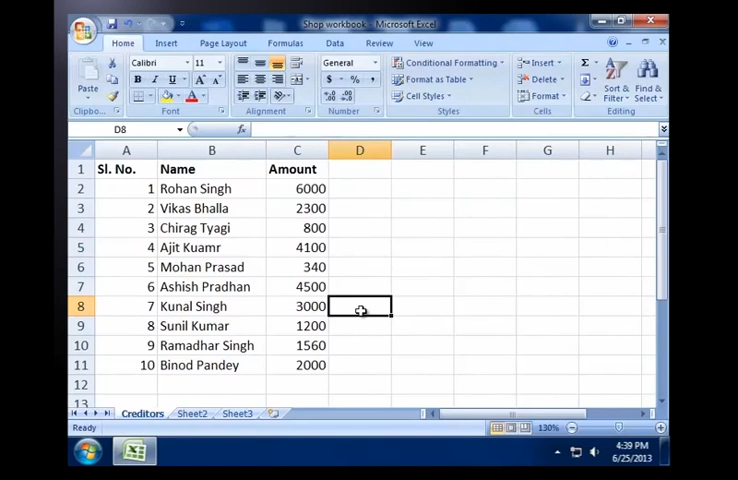 Shop workbook - Microsoft Excel
Home Insert Page Layout Formulas Data Review View
Calibri 11 General Conditional Formatting Insert Σ
Paste B I U A $ % , Format as Table Delete Sort & Find &
Cell Styles Format Filter Select
Clipbo... Font Alignment Number Styles Cells Editing
D8 fx
A B C D E F G H
1 Sl. No. Name Amount
2 1 Rohan Singh 6000
3 2 Vikas Bhalla 2300
4 3 Chirag Tyagi 800
5 4 Ajit Kuamr 4100
6 5 Mohan Prasad 340
7 6 Ashish Pradhan 4500
8 7 Kunal Singh 3000
9 8 Sunil Kumar 1200
10 9 Ramadhar Singh 1560
11 10 Binod Pandey 2000
12
13
Creditors Sheet2 Sheet3
Ready 130%
4:39 PM
6/25/2013